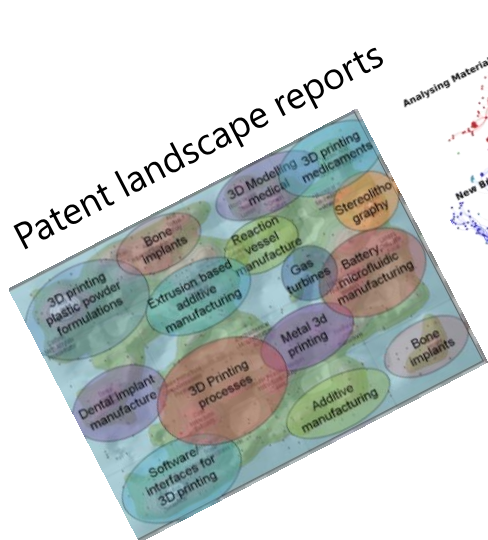 Patent landscape reports
Analysing
New
3D Modelling
medical
3D printing
medicaments
Stereolitho
graphy
Bone
implants
Reaction
vessel
manufacture
3D printing
plastic powder
formulations
Extrusion based
additive
manufacturing
Gas
turbines
Battery
microfluidic
manufacturing
Metal 3d
printing
Bone
implants
Dental implant
manufacture
3D Printing
processes
Additive
manufacturing
Software/
interfaces for
3D printing